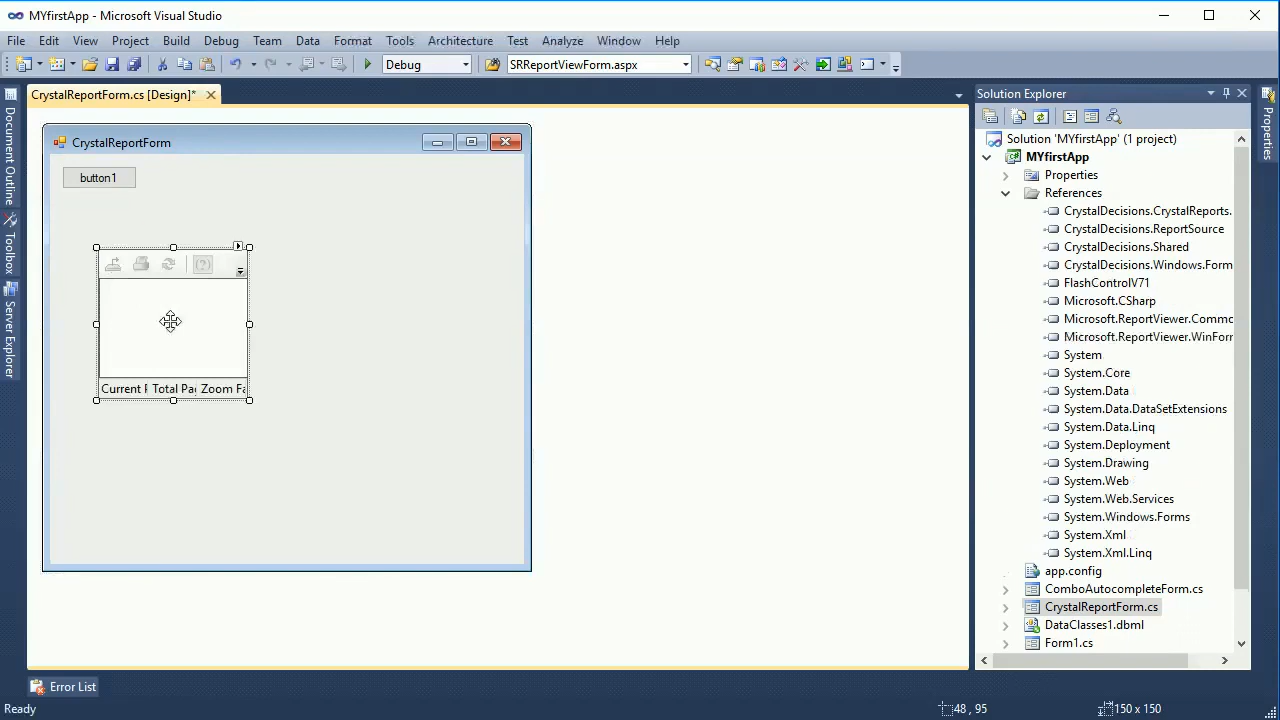 MYfirstApp - Microsoft Visual Studio
File Edit View Project Build Debug Team Data Format Tools Architecture Test Analyze Window Help
Debug SRReportViewForm.aspx
CrystalReportForm.cs [Design]*
Solution Explorer
Document Outline
Toolbox
Server Explorer
Properties
CrystalReportForm
button1
Current F Total Pag Zoom Fa
Solution 'MYfirstApp' (1 project)
MYfirstApp
Properties
References
CrystalDecisions.CrystalReports.
CrystalDecisions.ReportSource
CrystalDecisions.Shared
CrystalDecisions.Windows.Form
FlashControlV71
Microsoft.CSharp
Microsoft.ReportViewer.Commo
Microsoft.ReportViewer.WinForm
System
System.Core
System.Data
System.Data.DataSetExtensions
System.Data.Linq
System.Deployment
System.Drawing
System.Web
System.Web.Services
System.Windows.Forms
System.Xml
System.Xml.Linq
app.config
ComboAutocompleteForm.cs
CrystalReportForm.cs
DataClasses1.dbml
Form1.cs
Error List
Ready
48 , 95
150 x 150